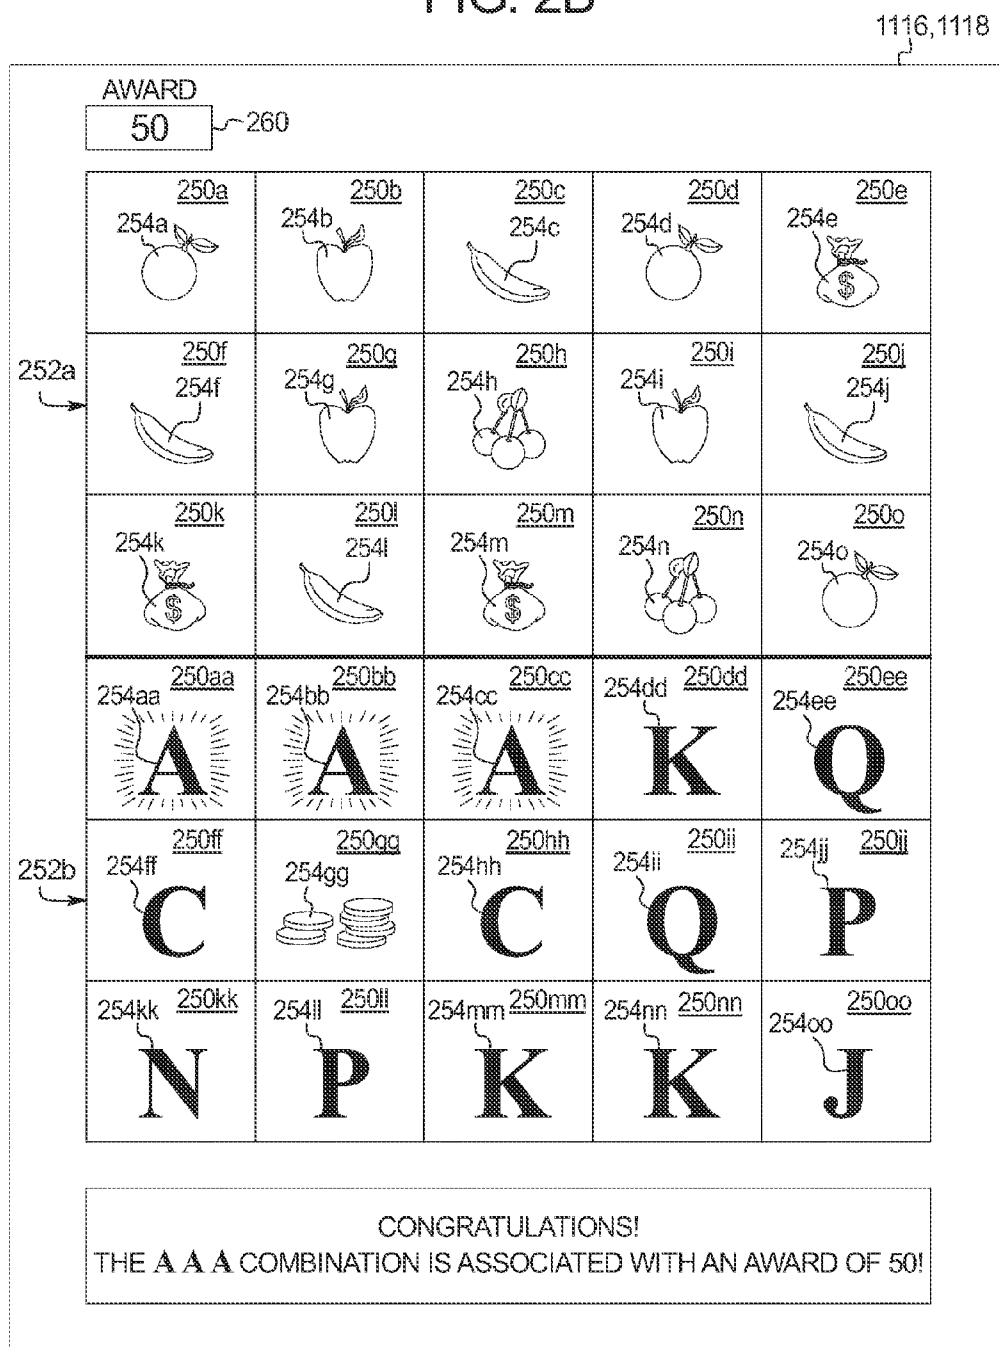 FIG. 2B
1116,1118
AWARD
50
260
250a 250b 250c 250d 250e
254a 254b 254c 254d 254e
$
252a
250f 250g 250h 250i 250j
254f 254g 254h 254i 254j
250k 250l 250m 250n 250o
254k 254l 254m 254n 254o
$ $
250aa 250bb 250cc 250dd 250ee
254aa 254bb 254cc 254dd 254ee
A A A K Q
252b
250ff 250gg 250hh 250ii 250jj
254ff 254gg 254hh 254ii 254jj
C C Q P
250kk 250ll 250mm 250nn 250oo
254kk 254ll 254mm 254nn 254oo
N P K K J
CONGRATULATIONS!
THE A A A COMBINATION IS ASSOCIATED WITH AN AWARD OF 50!